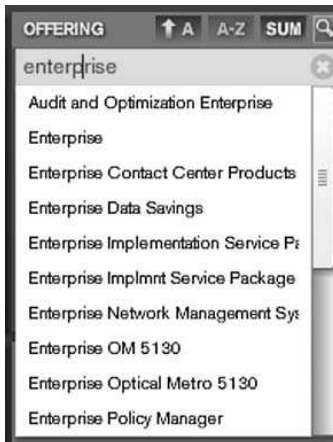 OFFERING ↑ A A-Z SUM
enterprise
Audit and Optimization Enterprise
Enterprise
Enterprise Contact Center Products
Enterprise Data Savings
Enterprise Implementation Service Pa
Enterprise Implmnt Service Package
Enterprise Network Management Sys
Enterprise OM 5130
Enterprise Optical Metro 5130
Enterprise Policy Manager